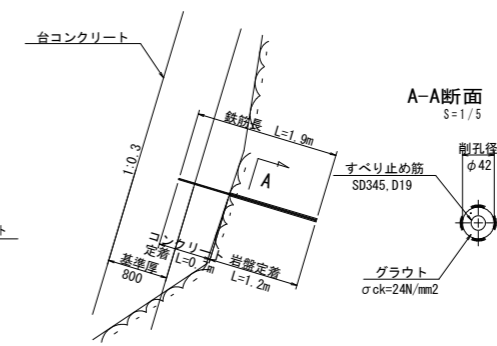 台コンクリート
A-A断面
S=1/5
鉄筋長 L=1.9m
削孔径
φ42
すべり止め筋
SD345,D19
1:0.3
A
コンクリート
定着
岩盤定着
L=1.2m
基準厚
800
グラウト
σck=24N/mm2